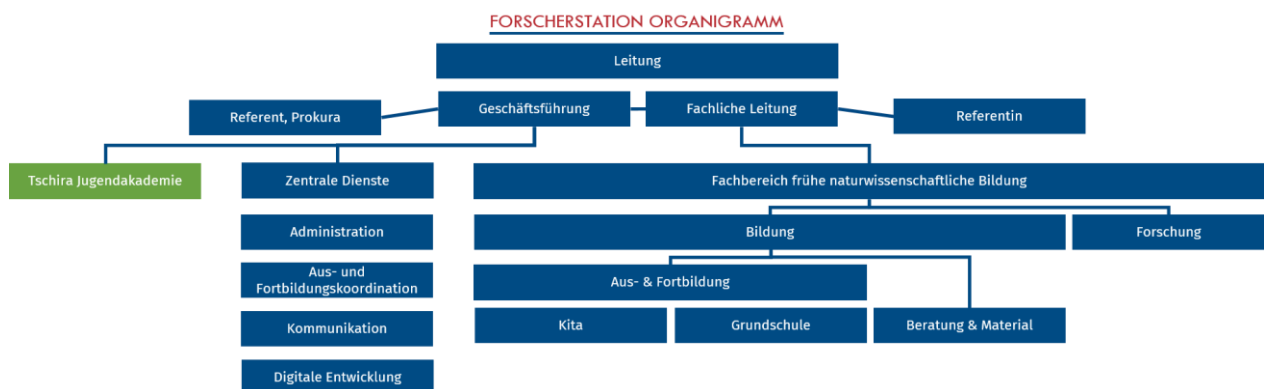 FORSCHERSTATION ORGANIGRAMM
Leitung
Referent, Prokura
Geschäftsführung
Fachliche Leitung
Referentin
Tschira Jugendakademie
Zentrale Dienste
Fachbereich frühe naturwissenschaftliche Bildung
Administration
Bildung
Forschung
Aus- und
Fortbildungskoordination
Aus- & Fortbildung
Kommunikation
Kita
Grundschule
Beratung & Material
Digitale Entwicklung